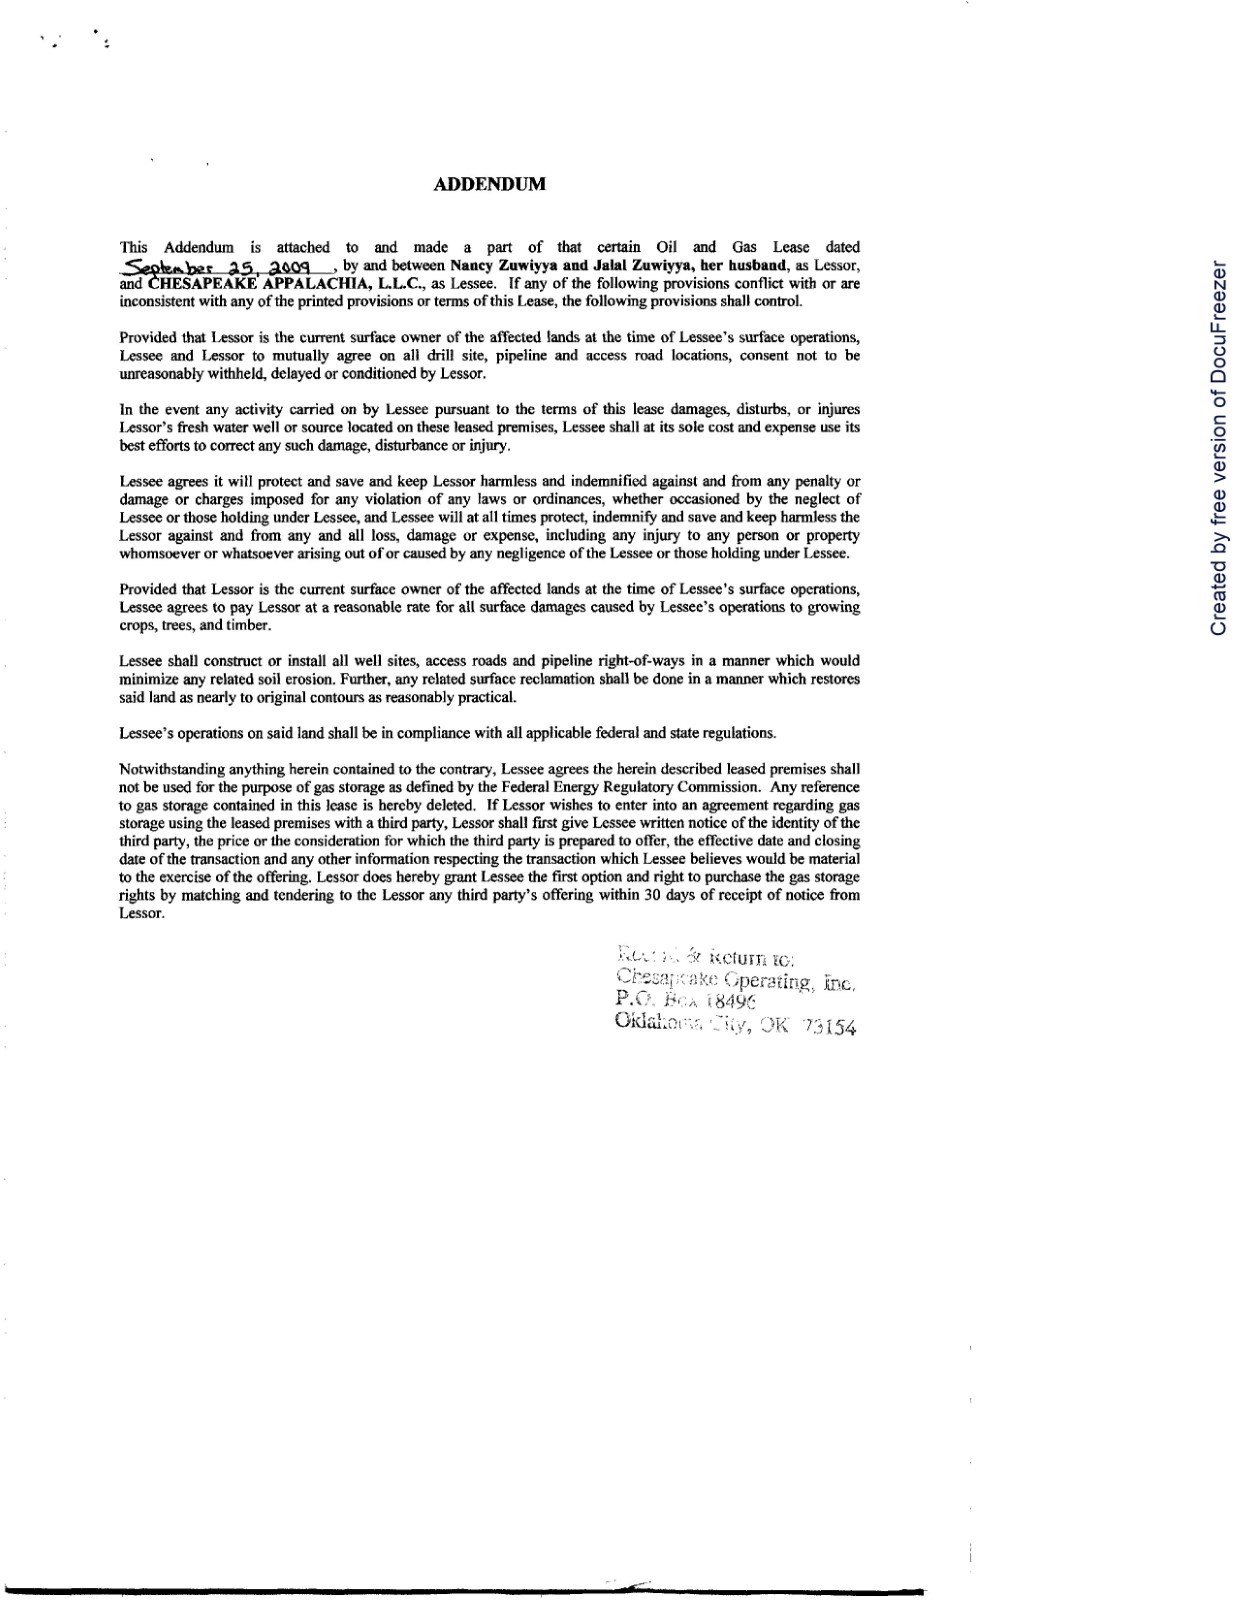 ADDENDUM
This Addendum is attached to and made a part of that certain Oil and Gas Lease dated
September 25, 2009, by and between Nancy Zuwiyya and Jalal Zuwiyya, her husband, as Lessor,
and CHESAPEAKE APPALACHIA, L.L.C., as Lessee. If any of the following provisions conflict with or are
inconsistent with any of the printed provisions or terms of this Lease, the following provisions shall control.
Provided that Lessor is the current surface owner of the affected lands at the time of Lessee's surface operations,
Lessee and Lessor to mutually agree on all drill site, pipeline and access road locations, consent not to be
unreasonably withheld, delayed or conditioned by Lessor.
In the event any activity carried on by Lessee pursuant to the terms of this lease damages, disturbs, or injures
Lessor's fresh water well or source located on these leased premises, Lessee shall at its sole cost and expense use its
best efforts to correct any such damage, disturbance or injury.
Lessee agrees it will protect and save and keep Lessor harmless and indemnified against and from any penalty or
damage or charges imposed for any violation of any laws or ordinances, whether occasioned by the neglect of
Lessee or those holding under Lessee, and Lessee will at all times protect, indemnify and save and keep harmless the
Lessor against and from any and all loss, damage or expense, including any injury to any person or property
whomsoever or whatsoever arising out of or caused by any negligence of the Lessee or those holding under Lessee.
Provided that Lessor is the current surface owner of the affected lands at the time of Lessee's surface operations,
Lessee agrees to pay Lessor at a reasonable rate for all surface damages caused by Lessee's operations to growing
crops, trees, and timber.
Lessee shall construct or install all well sites, access roads and pipeline right-of-ways in a manner which would
minimize any related soil erosion. Further, any related surface reclamation shall be done in a manner which restores
said land as nearly to original contours as reasonably practical.
Lessee's operations on said land shall be in compliance with all applicable federal and state regulations.
Notwithstanding anything herein contained to the contrary, Lessee agrees the herein described leased premises shall
not be used for the purpose of gas storage as defined by the Federal Energy Regulatory Commission. Any reference
to gas storage contained in this lease is hereby deleted. If Lessor wishes to enter into an agreement regarding gas
storage using the leased premises with a third party, Lessor shall first give Lessee written notice of the identity of the
third party, the price or the consideration for which the third party is prepared to offer, the effective date and closing
date of the transaction and any other information respecting the transaction which Lessee believes would be material
to the exercise of the offering. Lessor does hereby grant Lessee the first option and right to purchase the gas storage
rights by matching and tendering to the Lessor any third party's offering within 30 days of receipt of notice from
Lessor.
& Return to:
Chesapeake Operating, Inc.
P.O. Box 18496
Oklahoma City, OK 73154
Created by free version of DocuFreezer